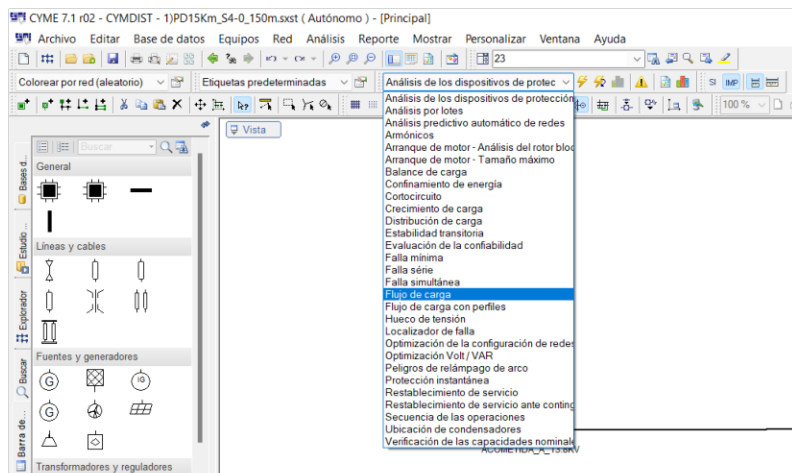 CYME 7.1 r02 - CYMDIST - 1)PD15Km_S4-0_150m.sxst ( Autónomo ) - [Principal]
Archivo Editar Base de datos Equipos Red Análisis Reporte Mostrar Personalizar Ventana Ayuda
23
Colorear por red (aleatorio) Etiquetas predeterminadas Análisis de los dispositivos de protec SI IMP
k? 100%
Vista
Análisis de los dispositivos de protección
Análisis por lotes
Análisis predictivo automático de redes
Armónicos
Arranque de motor - Análisis del rotor bloc
Arranque de motor - Tamaño máximo
Balance de carga
Confinamiento de energía
Cortocircuito
Crecimiento de carga
Distribución de carga
Estabilidad transitoria
Evaluación de la confiabilidad
Falla mínima
Falla série
Falla simultánea
Flujo de carga
Flujo de carga con perfiles
Hueco de tensión
Localizador de falla
Optimización de la configuración de redes
Optimización Volt / VAR
Peligros de relámpago de arco
Protección instantánea
Restablecimiento de servicio
Restablecimiento de servicio ante conting
Secuencia de las operaciones
Ubicación de condensadores
Verificación de las capacidades nominale
ACOMETIDA_A_13.8KV
Bases d...
Estudio ...
Explorador
Buscar
Barra de...
Buscar
General
Líneas y cables
Fuentes y generadores
G
IG
G
Transformadores y reguladores